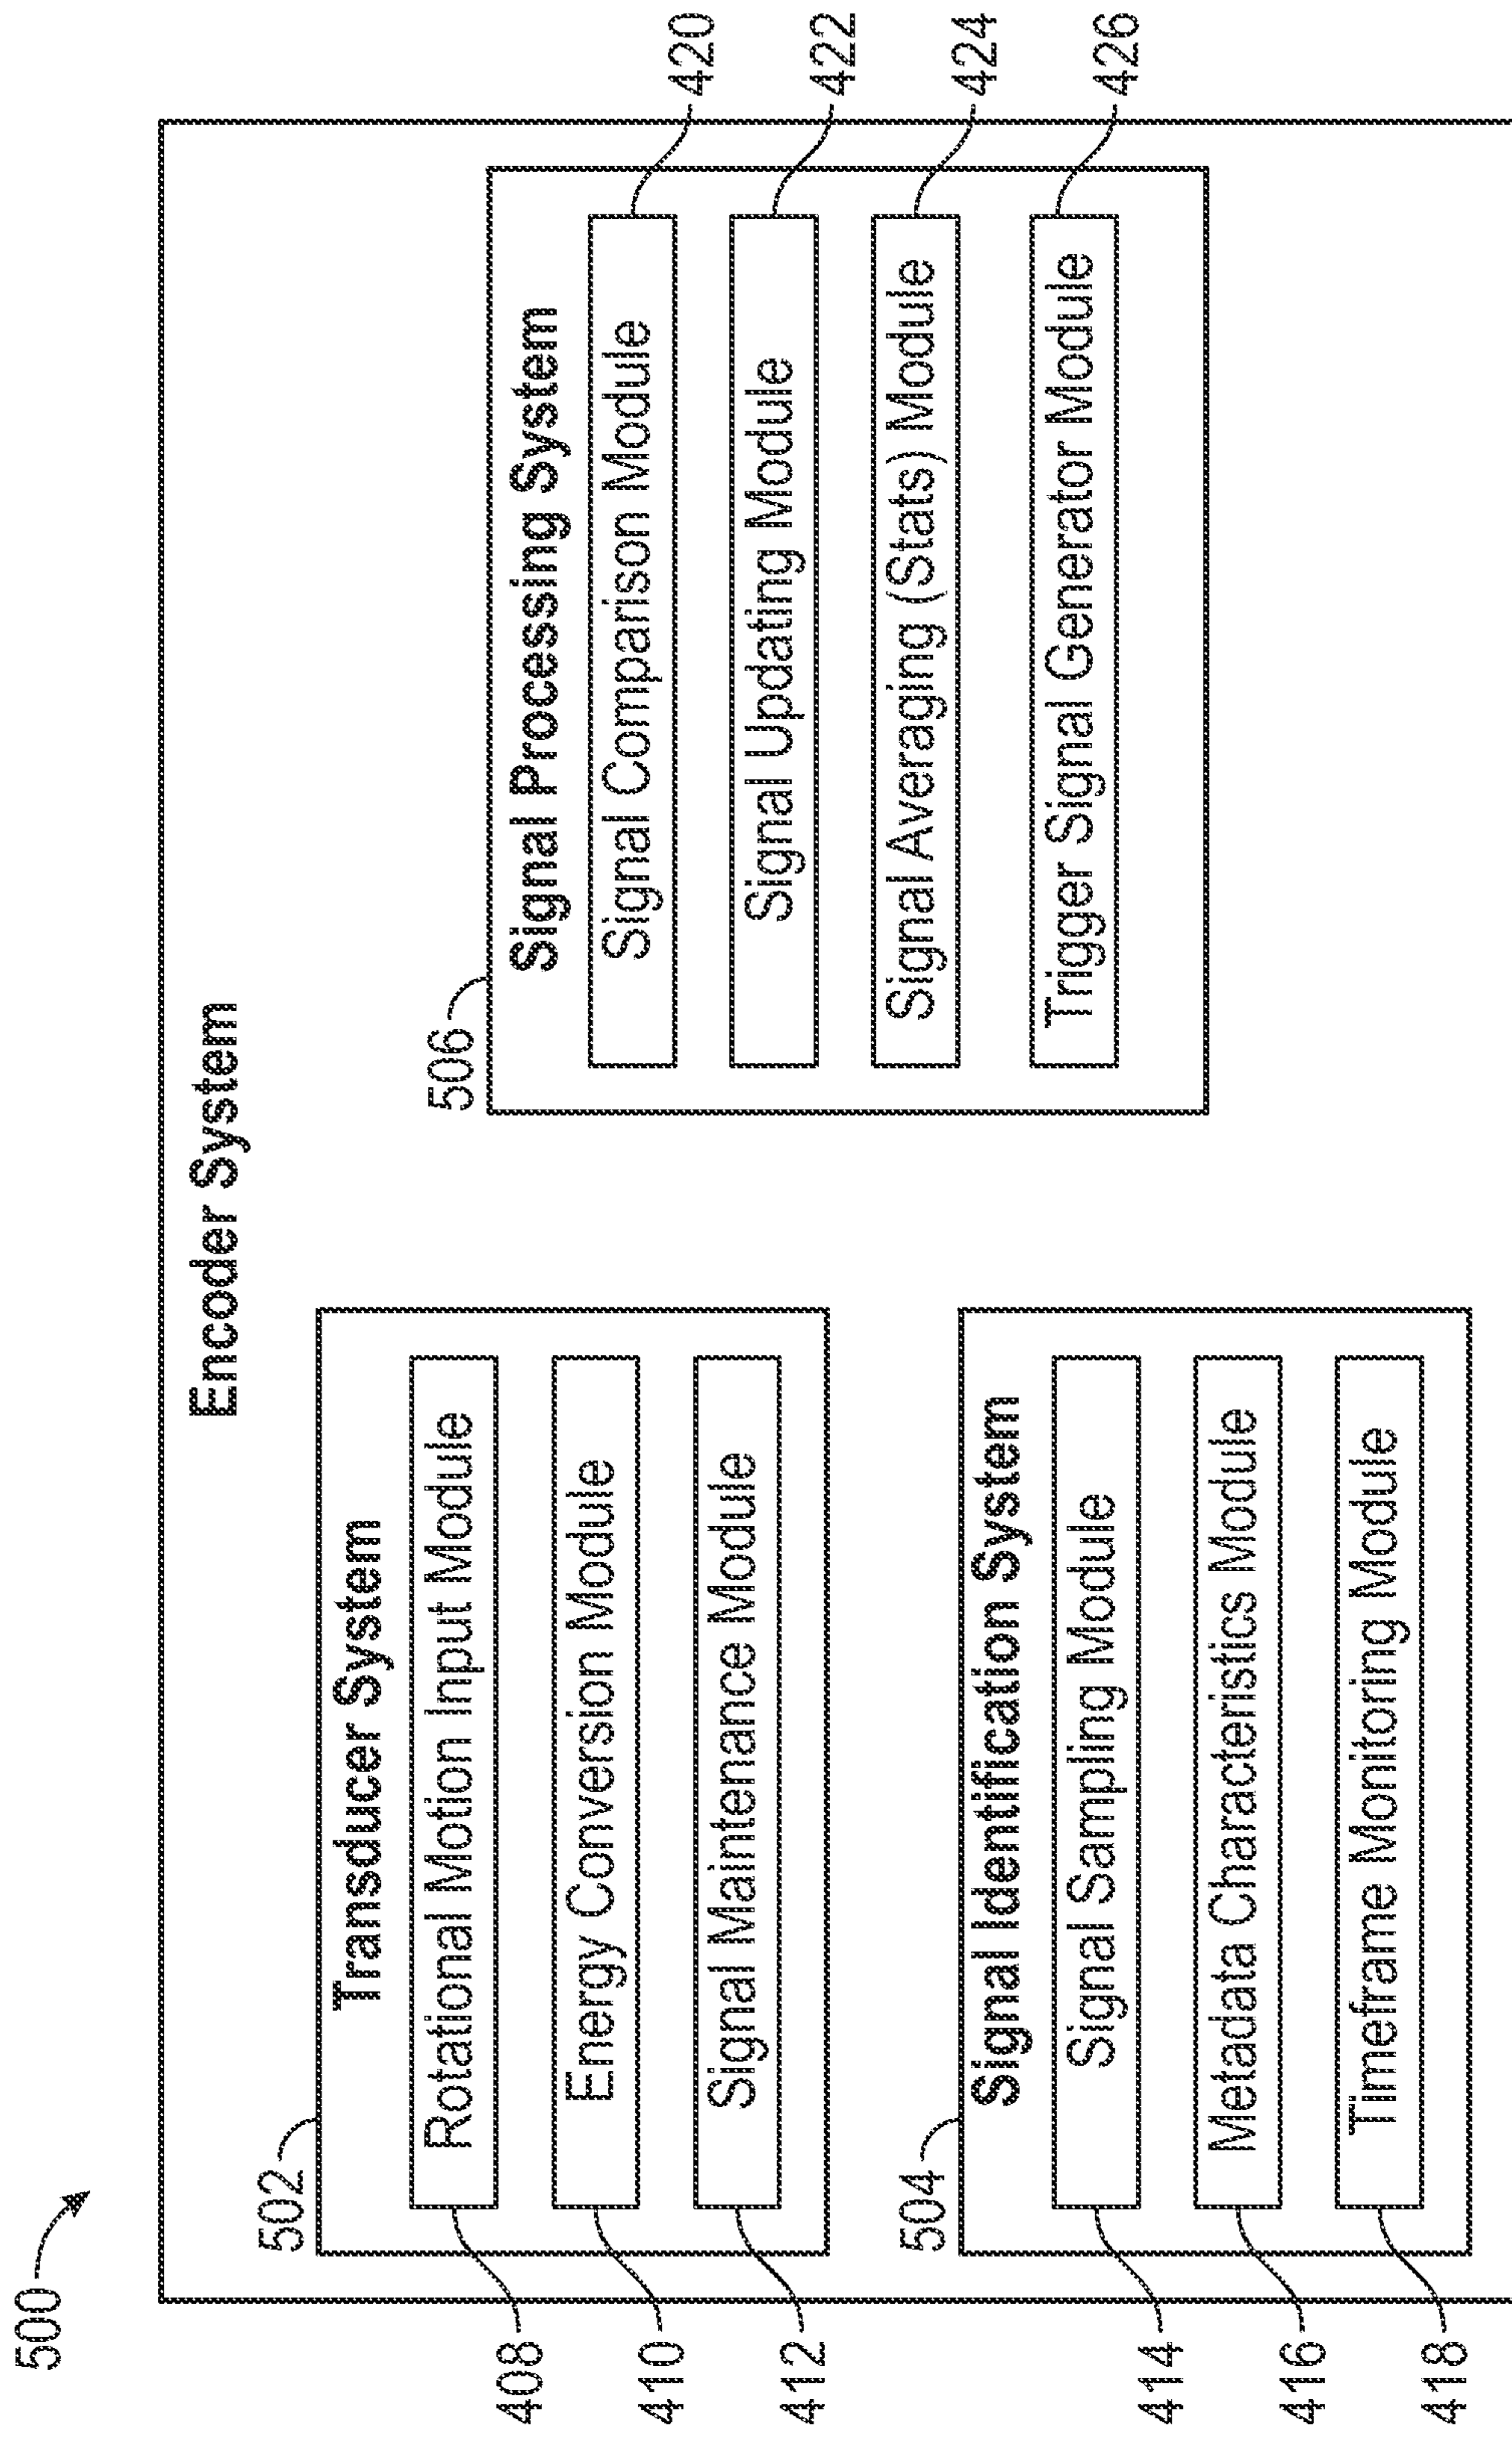 500
Encoder System
502
Transducer System
408
Rotational Motion Input Module
410
Energy Conversion Module
412
Signal Maintenance Module
504
Signal Identification System
414
Signal Sampling Module
416
Metadata Characteristics Module
418
Timeframe Monitoring Module
506
Signal Processing System
Signal Comparison Module
420
Signal Updating Module
422
Signal Averaging (Stats) Module
424
Trigger Signal Generator Module
426